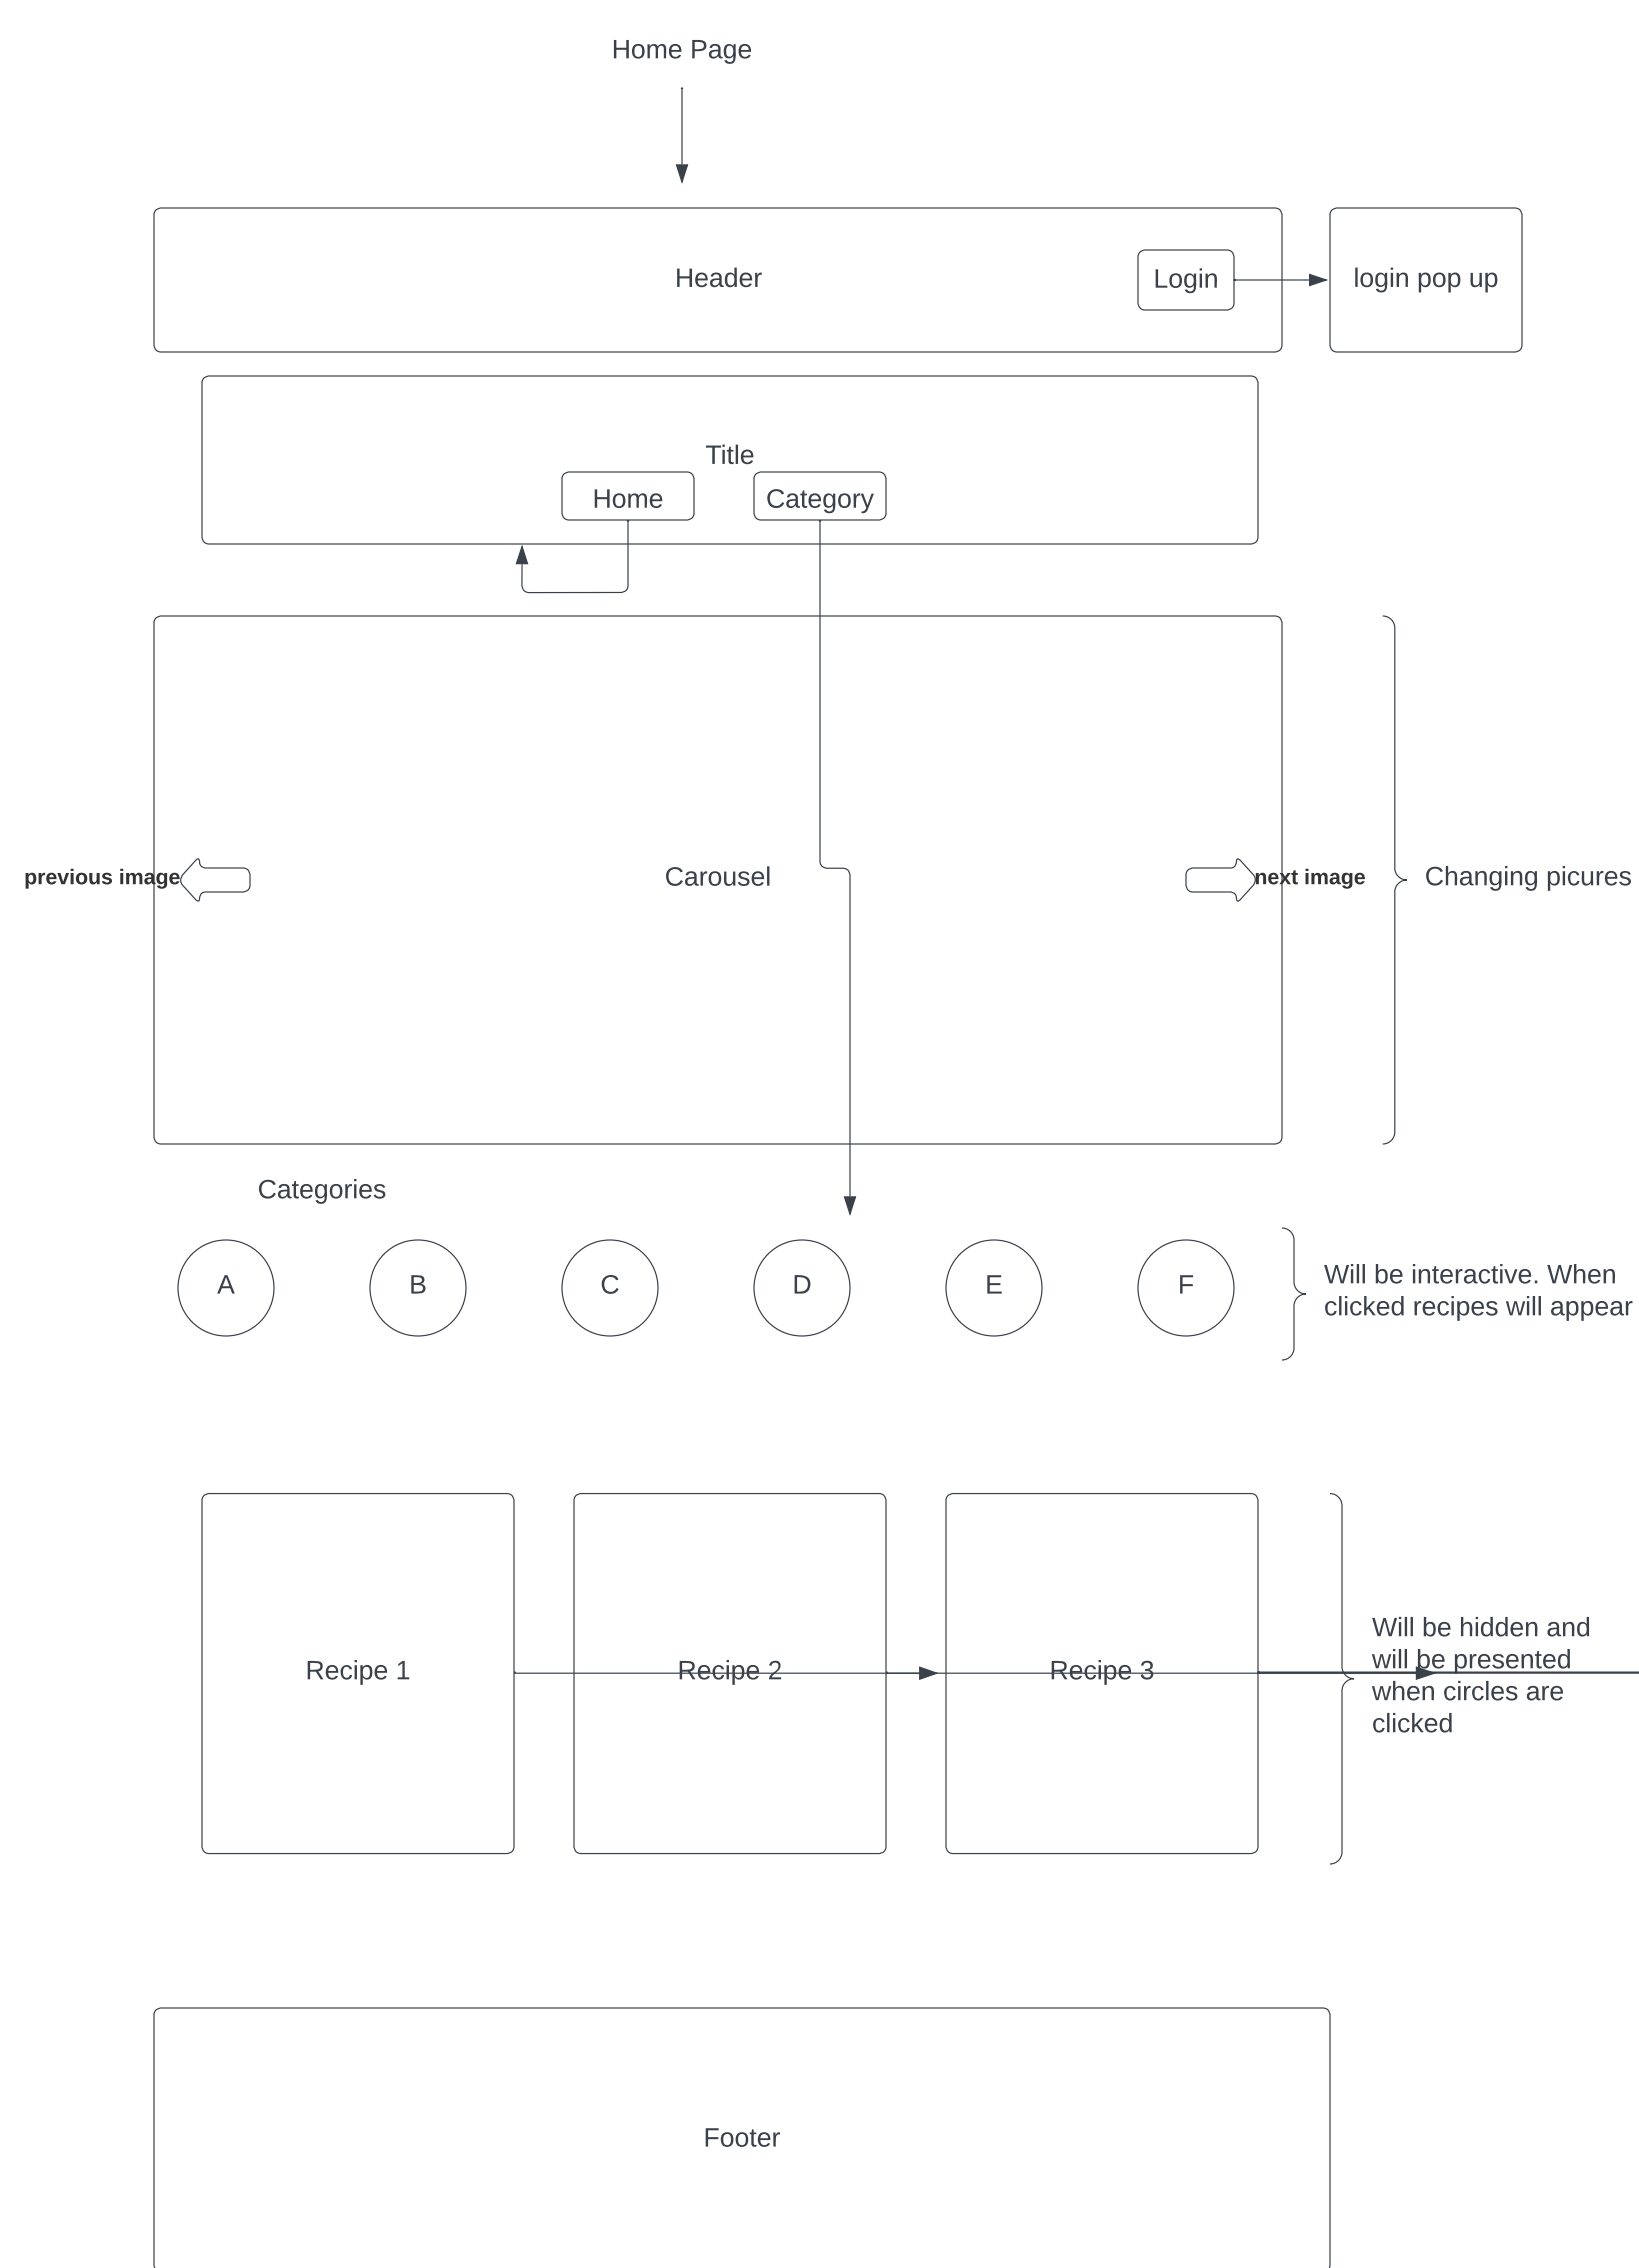 Home Page
Header
Login
login pop up
Title
Home
Category
previous image
Carousel
next image
Changing picures
Categories
A
B
C
D
E
F
Will be interactive. When
clicked recipes will appear
Recipe 1
Recipe 2
Recipe 3
Will be hidden and
will be presented
when circles are
clicked
Footer